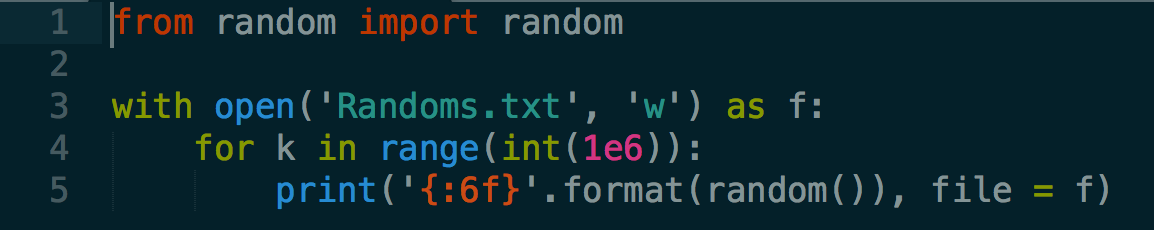 1 from random import random
2
3 with open('Randoms.txt', 'w') as f:
4     for k in range(int(1e6)):
5         print('{:6f}'.format(random()), file = f)